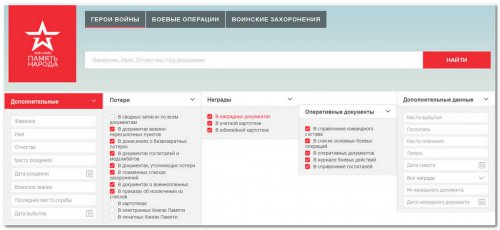 ГЕРОИ ВОЙНЫ
БОЕВЫЕ ОПЕРАЦИИ
ВОИНСКИЕ ЗАХОРОНЕНИЯ
ПАМЯТЬ
НАРОДА
Фамилия, Имя, Отчество, год рождения
НАЙТИ
Дополнительные
Фамилия
Имя
Отчество
Место рождения
Дата рождения
Воинское звание
Последнее место службы
Дата выбытия
Потери
В сводных записях по всем
документам
В документах военно-
пересыльных пунктов
В донесениях о безвозвратных
потерях
В документах госпиталей и
медсанбатов
В документах, уточняющих потери
В поименных списках
захоронений
В документах о военнопленных
В приказах об исключении из
списков
В картотеках
В электронных Книгах Памяти
В печатных Книгах Памяти
Награды
В наградных документах
В учетной картотеке
В юбилейной картотеке
Оперативные документы
В справочнике командного
состава
В списке основных боевых
операций
В оперативных документов
В журнале боевых действий
В справочнике госпиталей
Дополнительные данные
Место выбытия
Госпиталь
Место пленения
Лагерь
Дата смерти
Все награды
№ наградного документа
Дата наградного документа